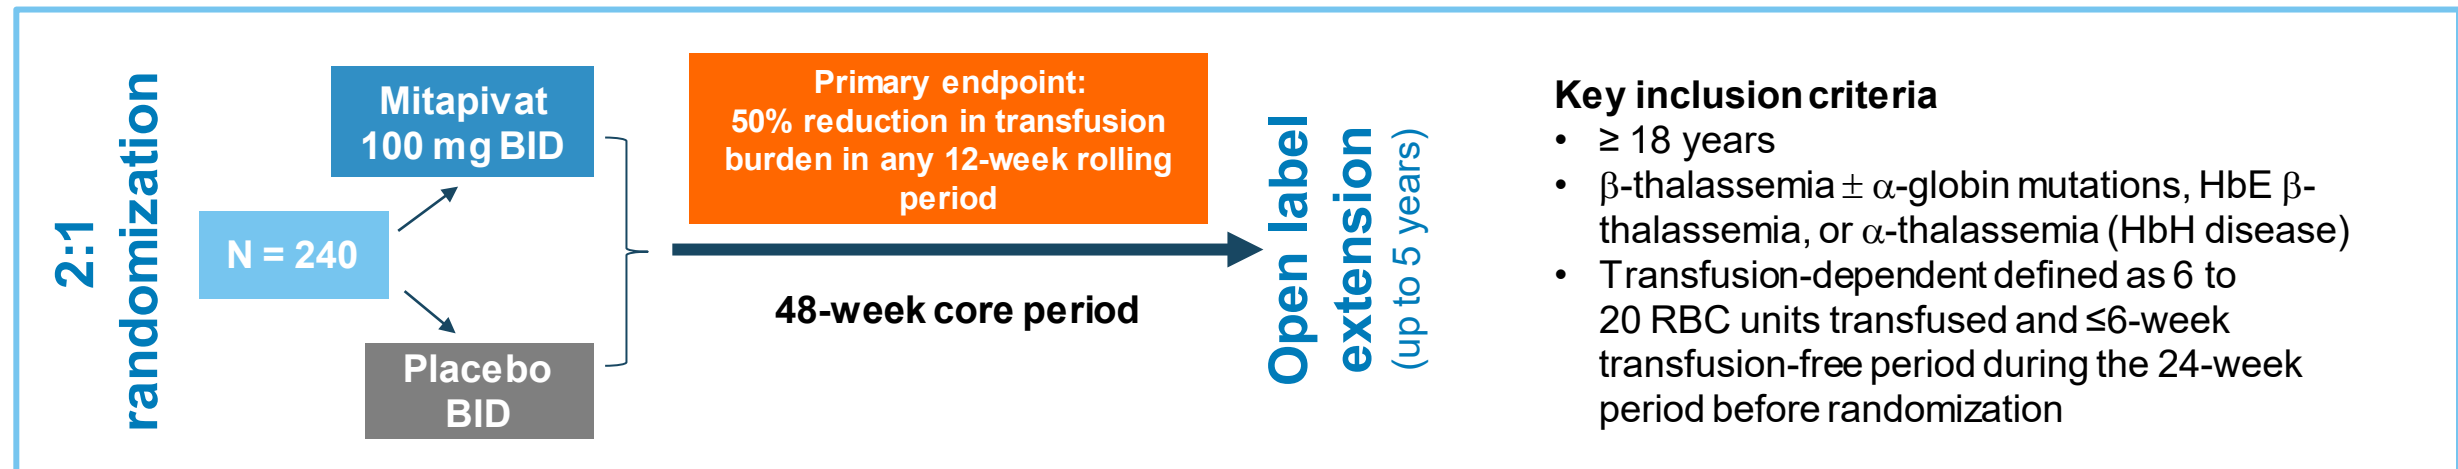 2:1
randomization
N = 240
Mitapivat
100 mg BID
Placebo
BID
Primary endpoint:
50% reduction in transfusion
burden in any 12-week rolling
period
48-week core period
Open label
extension
(up to 5 years)
Key inclusion criteria
• ≥ 18 years
• β-thalassemia ± α-globin mutations, HbE β-
thalassemia, or α-thalassemia (HbH disease)
• Transfusion-dependent defined as 6 to
20 RBC units transfused and ≤6-week
transfusion-free period during the 24-week
period before randomization